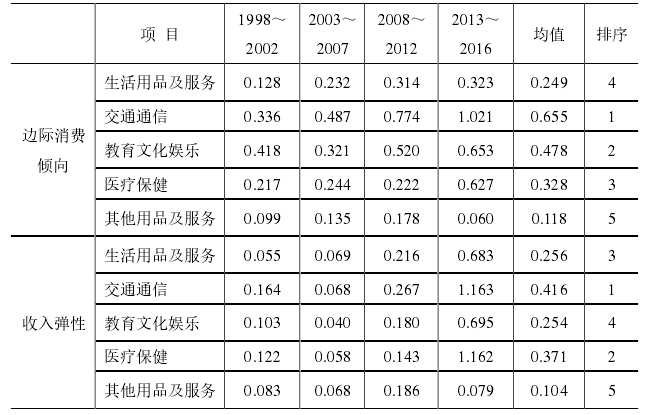 项 目 1998～2002 2003～2007 2008～2012 2013～2016 均值 排序
边际消费倾向
生活用品及服务 0.128 0.232 0.314 0.323 0.249 4
交通通信 0.336 0.487 0.774 1.021 0.655 1
教育文化娱乐 0.418 0.321 0.520 0.653 0.478 2
医疗保健 0.217 0.244 0.222 0.627 0.328 3
其他用品及服务 0.099 0.135 0.178 0.060 0.118 5
收入弹性
生活用品及服务 0.055 0.069 0.216 0.683 0.256 3
交通通信 0.164 0.068 0.267 1.163 0.416 1
教育文化娱乐 0.103 0.040 0.180 0.695 0.254 4
医疗保健 0.122 0.058 0.143 1.162 0.371 2
其他用品及服务 0.083 0.068 0.186 0.079 0.104 5